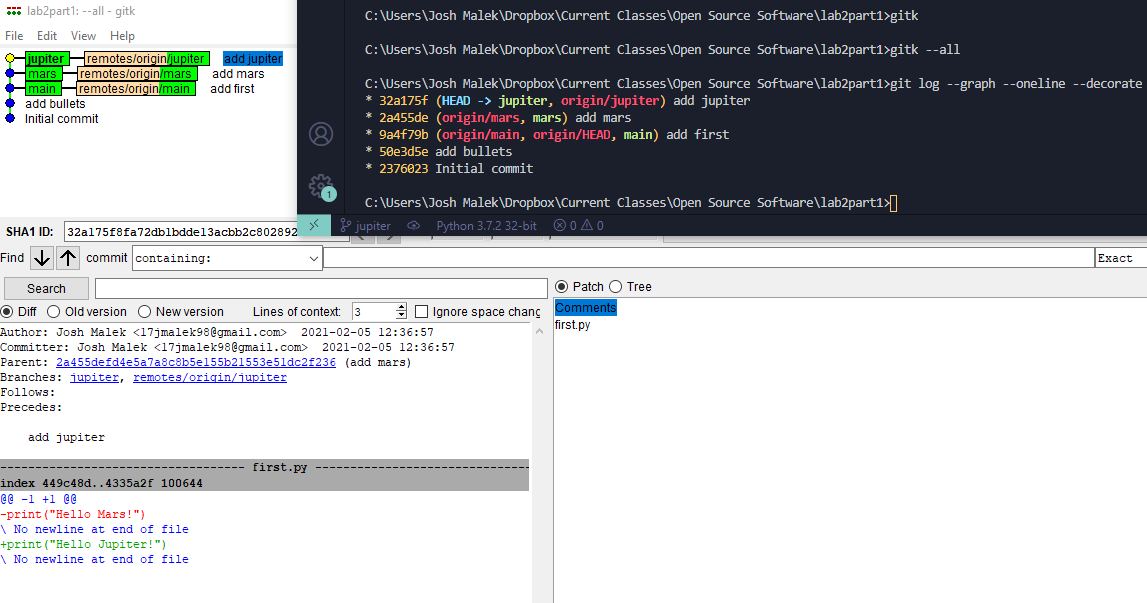 lab2part1: --all - gitk
File Edit View Help
jupiter remotes/origin/jupiter add jupiter
mars remotes/origin/mars add mars
main remotes/origin/main add first
add bullets
Initial commit
C:\Users\Josh Malek\Dropbox\Current Classes\Open Source Software\lab2part1>gitk
C:\Users\Josh Malek\Dropbox\Current Classes\Open Source Software\lab2part1>gitk --all
C:\Users\Josh Malek\Dropbox\Current Classes\Open Source Software\lab2part1>git log --graph --oneline --decorate
* 32a175f (HEAD -> jupiter, origin/jupiter) add jupiter
* 2a455de (origin/mars, mars) add mars
* 9a4f79b (origin/main, origin/HEAD, main) add first
* 50e3d5e add bullets
* 2376023 Initial commit
C:\Users\Josh Malek\Dropbox\Current Classes\Open Source Software\lab2part1>
1
jupiter Python 3.7.2 32-bit 0 0
SHA1 ID: 32a175f8fa72db1bdde13acbb2c802892
Find commit containing: Exact
Search
Diff Old version New version Lines of context: 3 Ignore space chang
Patch Tree
Comments
first.py
Author: Josh Malek <17jmalek98@gmail.com> 2021-02-05 12:36:57
Committer: Josh Malek <17jmalek98@gmail.com> 2021-02-05 12:36:57
Parent: 2a455defd4e5a7a8c8b5e155b21553e51dc2f236 (add mars)
Branches: jupiter, remotes/origin/jupiter
Follows:
Precedes:
add jupiter
----------------------------------- first.py -------------------------------
index 449c48d..4335a2f 100644
@@ -1 +1 @@
-print("Hello Mars!")
\ No newline at end of file
+print("Hello Jupiter!")
\ No newline at end of file